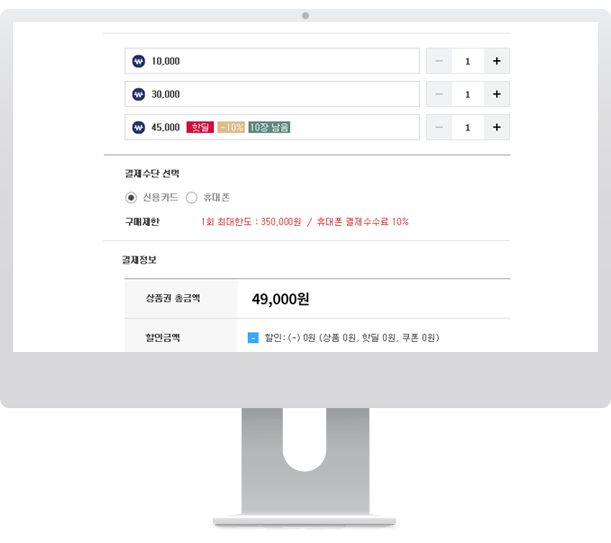 ₩ 10,000 − 1 +
₩ 30,000 − 1 +
₩ 45,000 핫딜 -10% 10장 남음 − 1 +
결제수단 선택
신용카드 휴대폰
구매제한 1회 최대한도 : 350,000원 / 휴대폰 결제수수료 10%
결제정보
상품권 총금액 49,000원
할인금액 - 할인: (-) 0원 (상품 0원, 핫딜 0원, 쿠폰 0원)